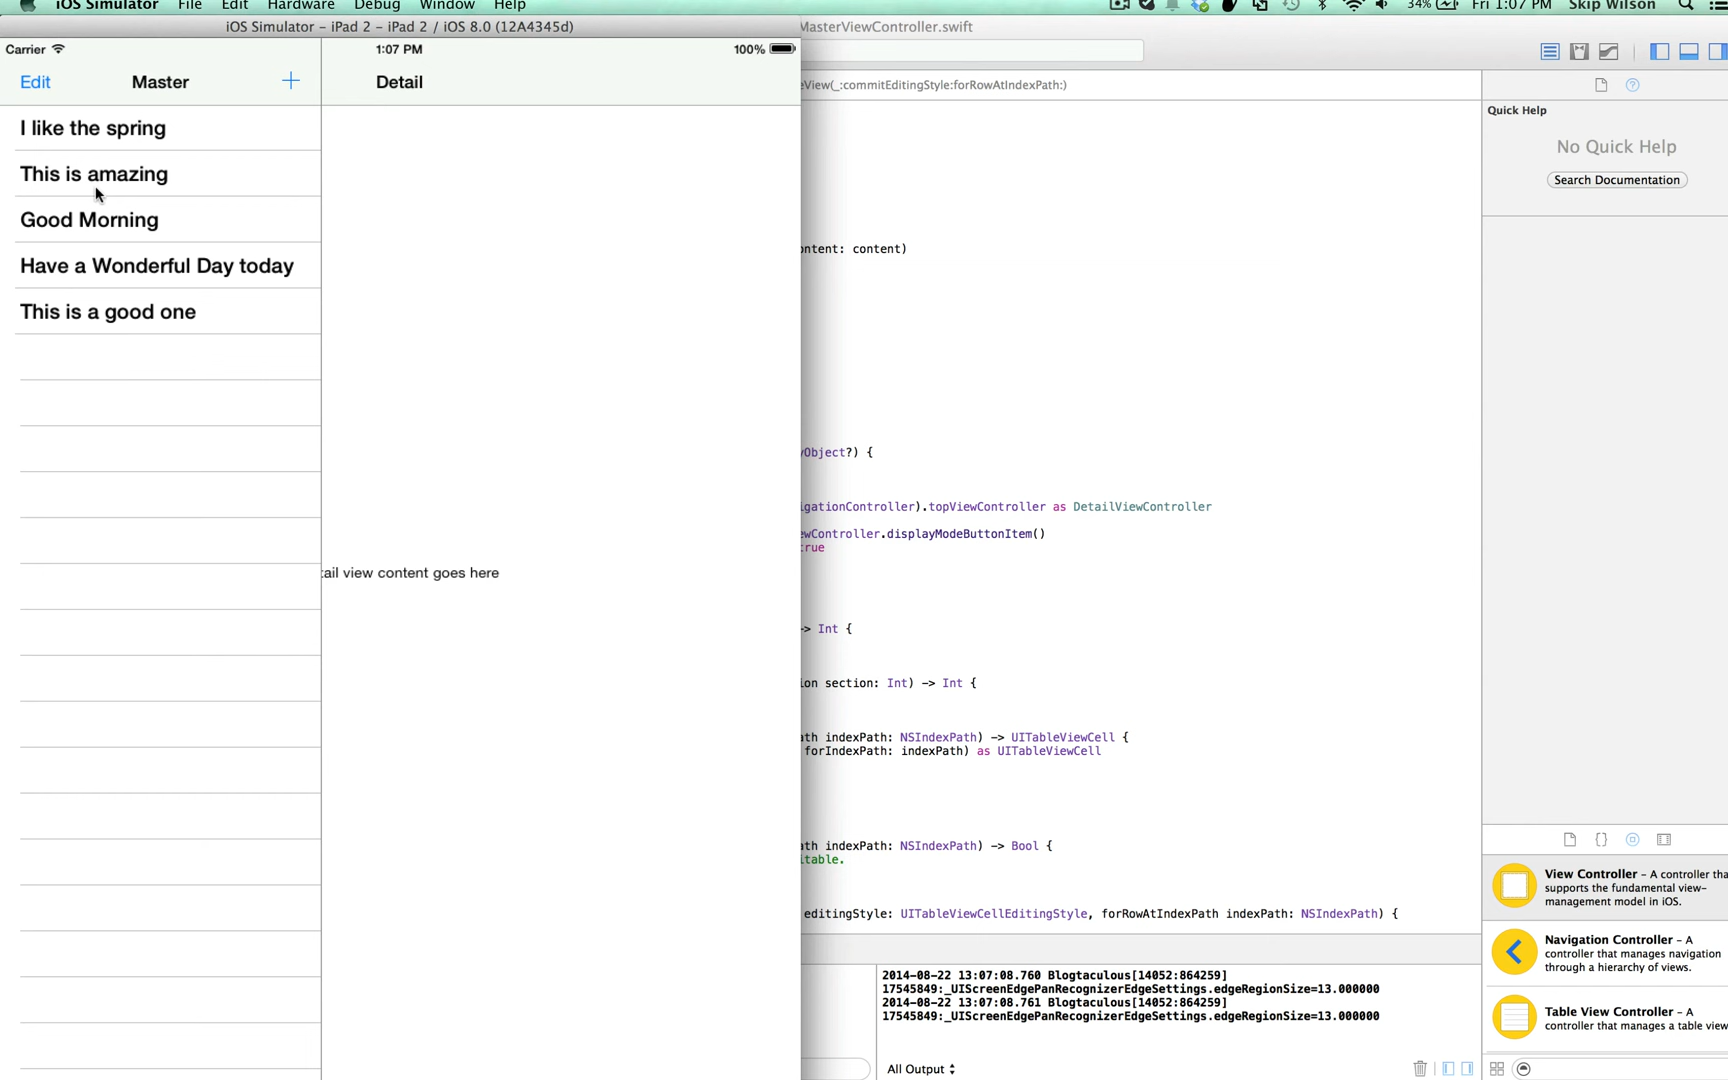 iOS Simulator File Edit Hardware Debug Window Help 34% Fri 1:07 PM Skip Wilson
iOS Simulator – iPad 2 – iPad 2 / iOS 8.0 (12A4345d)
MasterViewController.swift
Carrier 1:07 PM 100%
Edit Master + Detail
I like the spring
This is amazing
Good Morning
Have a Wonderful Day today
This is a good one
tail view content goes here
eView(_:commitEditingStyle:forRowAtIndexPath:)
ontent: content)
yObject?) {
igationController).topViewController as DetailViewController
ewController.displayModeButtonItem()
true
-> Int {
ion section: Int) -> Int {
ath indexPath: NSIndexPath) -> UITableViewCell {
forIndexPath: indexPath) as UITableViewCell
ath indexPath: NSIndexPath) -> Bool {
itable.
editingStyle: UITableViewCellEditingStyle, forRowAtIndexPath indexPath: NSIndexPath) {
2014-08-22 13:07:08.760 Blogtaculous[14052:864259]
17545849:_UIScreenEdgePanRecognizerEdgeSettings.edgeRegionSize=13.000000
2014-08-22 13:07:08.761 Blogtaculous[14052:864259]
17545849:_UIScreenEdgePanRecognizerEdgeSettings.edgeRegionSize=13.000000
All Output
Quick Help
No Quick Help
Search Documentation
View Controller – A controller tha
supports the fundamental view-
management model in iOS.
Navigation Controller – A
controller that manages navigation
through a hierarchy of views.
Table View Controller – A
controller that manages a table view